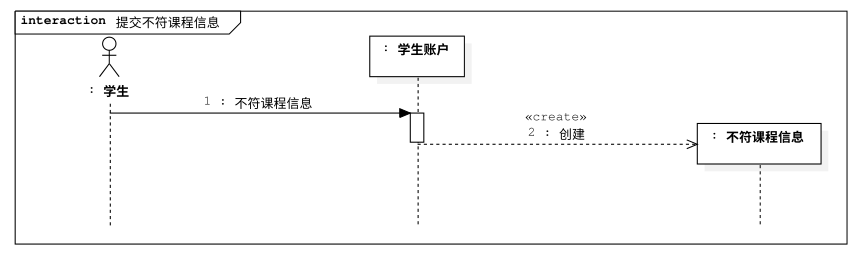 interaction 提交不符课程信息
: 学生账户
: 学生
1 : 不符课程信息
«create»
2 : 创建
: 不符课程信息